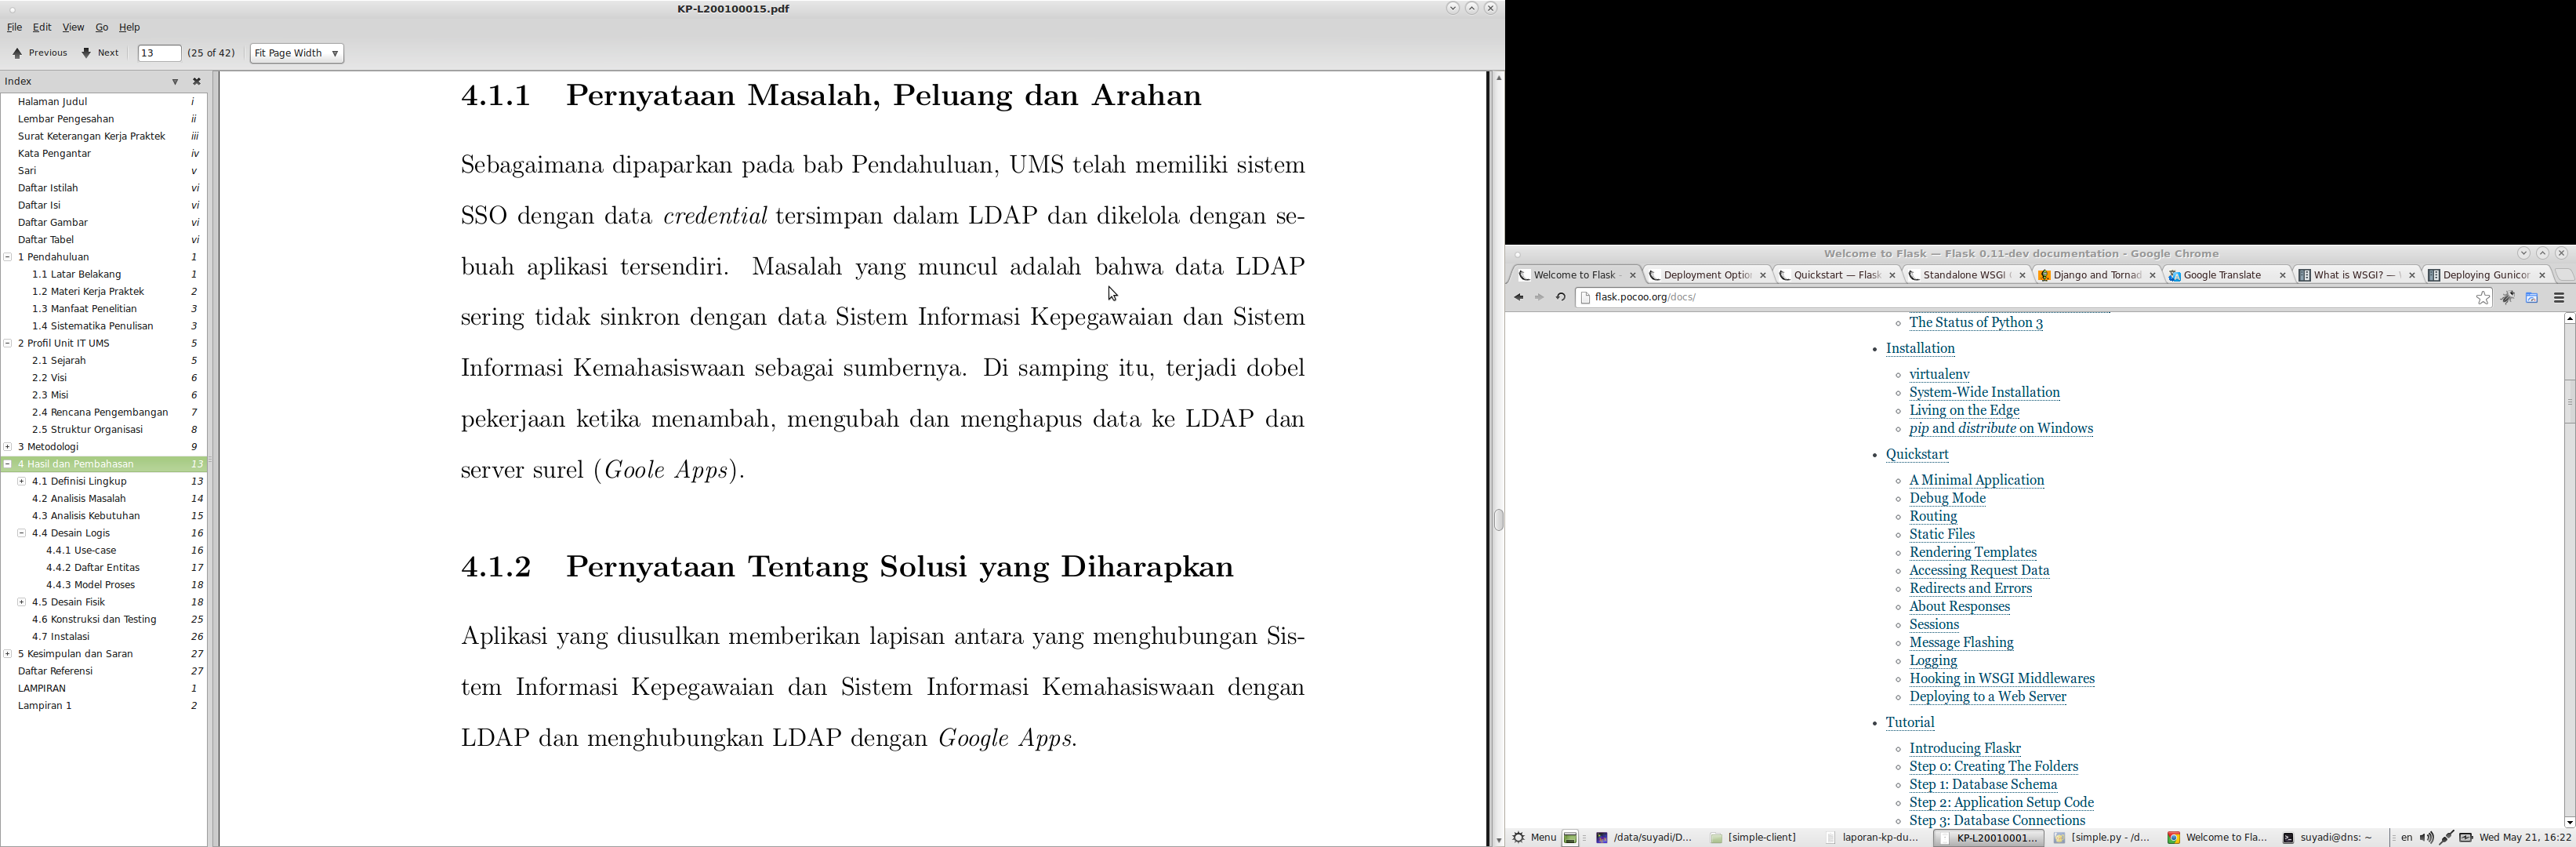 KP-L200100015.pdf
File Edit View Go Help
Previous Next 13 (25 of 42) Fit Page Width
Index
Halaman Judul i
Lembar Pengesahan ii
Surat Keterangan Kerja Praktek iii
Kata Pengantar iv
Sari v
Daftar Istilah vi
Daftar Isi vi
Daftar Gambar vi
Daftar Tabel vi
1 Pendahuluan 1
1.1 Latar Belakang 1
1.2 Materi Kerja Praktek 2
1.3 Manfaat Penelitian 3
1.4 Sistematika Penulisan 3
2 Profil Unit IT UMS 5
2.1 Sejarah 5
2.2 Visi 6
2.3 Misi 6
2.4 Rencana Pengembangan 7
2.5 Struktur Organisasi 8
3 Metodologi 9
4 Hasil dan Pembahasan 13
4.1 Definisi Lingkup 13
4.2 Analisis Masalah 14
4.3 Analisis Kebutuhan 15
4.4 Desain Logis 16
4.4.1 Use-case 16
4.4.2 Daftar Entitas 17
4.4.3 Model Proses 18
4.5 Desain Fisik 18
4.6 Konstruksi dan Testing 25
4.7 Instalasi 26
5 Kesimpulan dan Saran 27
Daftar Referensi 27
LAMPIRAN 1
Lampiran 1 2
4.1.1 Pernyataan Masalah, Peluang dan Arahan
Sebagaimana dipaparkan pada bab Pendahuluan, UMS telah memiliki sistem
SSO dengan data credential tersimpan dalam LDAP dan dikelola dengan se-
buah aplikasi tersendiri. Masalah yang muncul adalah bahwa data LDAP
sering tidak sinkron dengan data Sistem Informasi Kepegawaian dan Sistem
Informasi Kemahasiswaan sebagai sumbernya. Di samping itu, terjadi dobel
pekerjaan ketika menambah, mengubah dan menghapus data ke LDAP dan
server surel (Goole Apps).
4.1.2 Pernyataan Tentang Solusi yang Diharapkan
Aplikasi yang diusulkan memberikan lapisan antara yang menghubungan Sis-
tem Informasi Kepegawaian dan Sistem Informasi Kemahasiswaan dengan
LDAP dan menghubungkan LDAP dengan Google Apps.
Welcome to Flask — Flask 0.11-dev documentation - Google Chrome
Welcome to Flask Deployment Optio Quickstart — Flask Standalone WSGI Django and Tornad Google Translate What is WSGI? — Deploying Gunicor
flask.pocoo.org/docs/
The Status of Python 3
Installation
virtualenv
System-Wide Installation
Living on the Edge
pip and distribute on Windows
Quickstart
A Minimal Application
Debug Mode
Routing
Static Files
Rendering Templates
Accessing Request Data
Redirects and Errors
About Responses
Sessions
Message Flashing
Logging
Hooking in WSGI Middlewares
Deploying to a Web Server
Tutorial
Introducing Flaskr
Step 0: Creating The Folders
Step 1: Database Schema
Step 2: Application Setup Code
Step 3: Database Connections
Menu /data/suyadi/D... [simple-client] laporan-kp-du... KP-L20010001... [simple.py - /d... Welcome to Fla... suyadi@dns: ~ en Wed May 21, 16:22